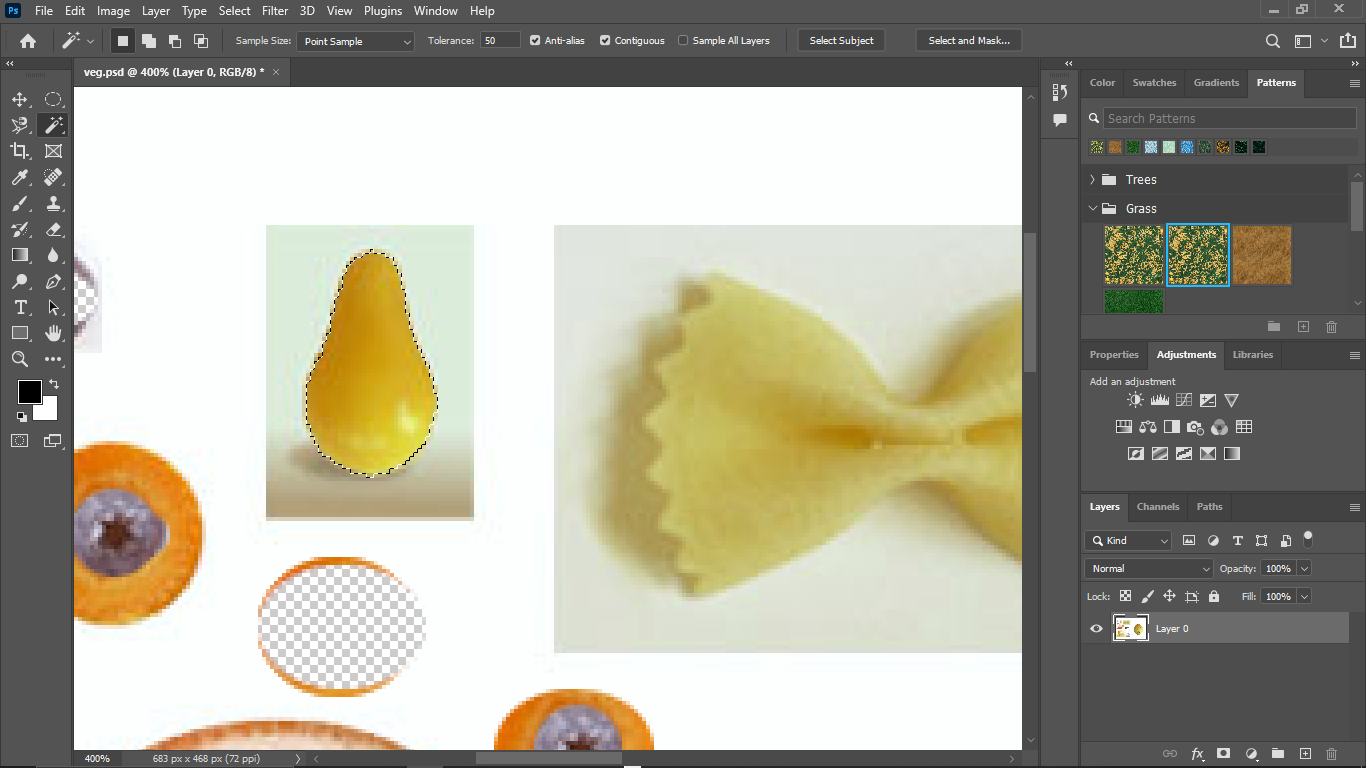 Ps File Edit Image Layer Type Select Filter 3D View Plugins Window Help
Sample Size: Point Sample Tolerance: 50 Anti-alias Contiguous Sample All Layers Select Subject Select and Mask...
veg.psd @ 400% (Layer 0, RGB/8) *
Color Swatches Gradients Patterns
Search Patterns
Trees
Grass
Properties Adjustments Libraries
Add an adjustment
Layers Channels Paths
Kind
Normal Opacity: 100%
Lock: Fill: 100%
Layer 0
400% 683 px x 468 px (72 ppi)